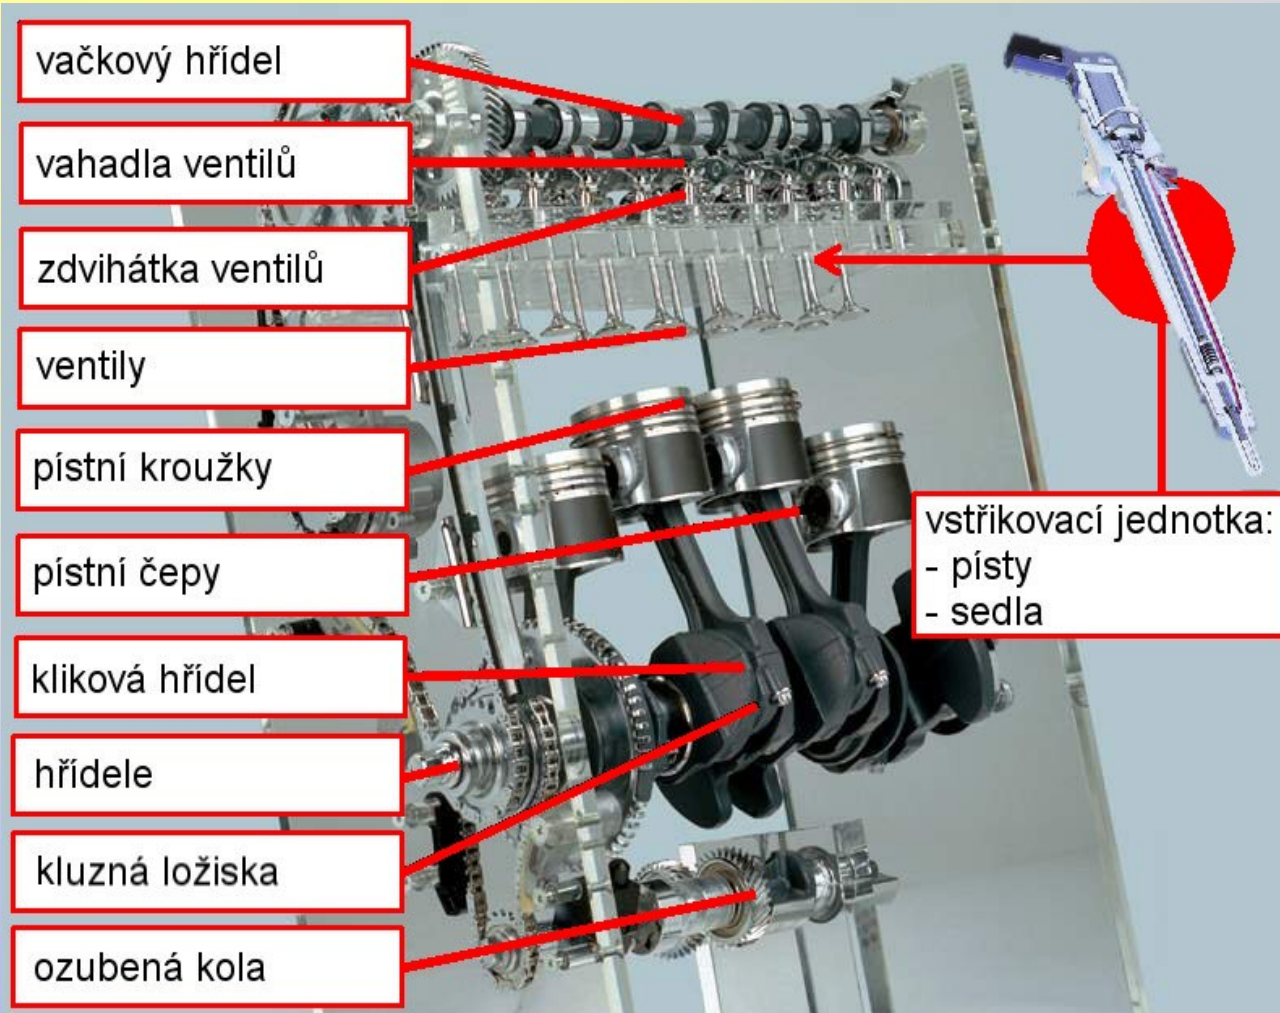 vačkový hřídel
vahadla ventilů
zdvihátka ventilů
ventily
pístní kroužky
pístní čepy
kliková hřídel
hřídele
kluzná ložiska
ozubená kola
vstřikovací jednotka:
- písty
- sedla